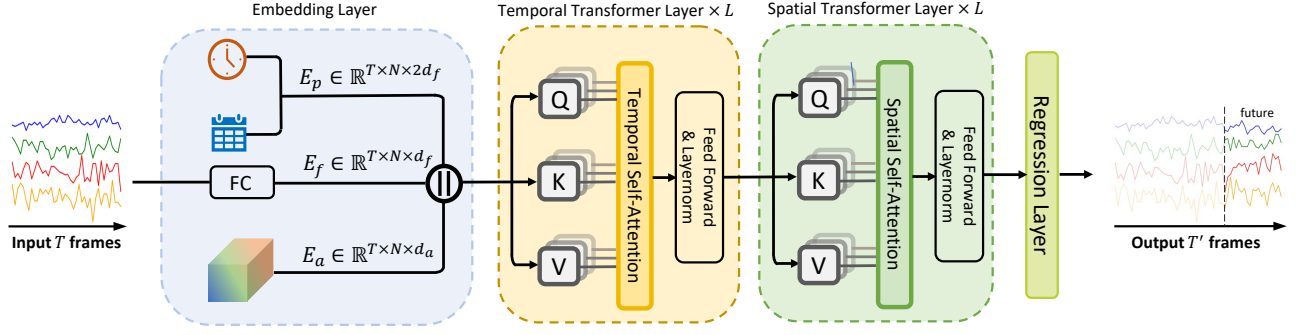 Embedding Layer
Temporal Transformer Layer × L
Spatial Transformer Layer × L
E_p ∈ ℝ^{T×N×2d_f}
FC
E_f ∈ ℝ^{T×N×d_f}
E_a ∈ ℝ^{T×N×d_a}
||
Input T frames
Q
K
V
Temporal Self-Attention
Feed Forward
& Layernorm
Q
K
V
Spatial Self-Attention
Feed Forward
& Layernorm
Regression Layer
future
Output T′ frames